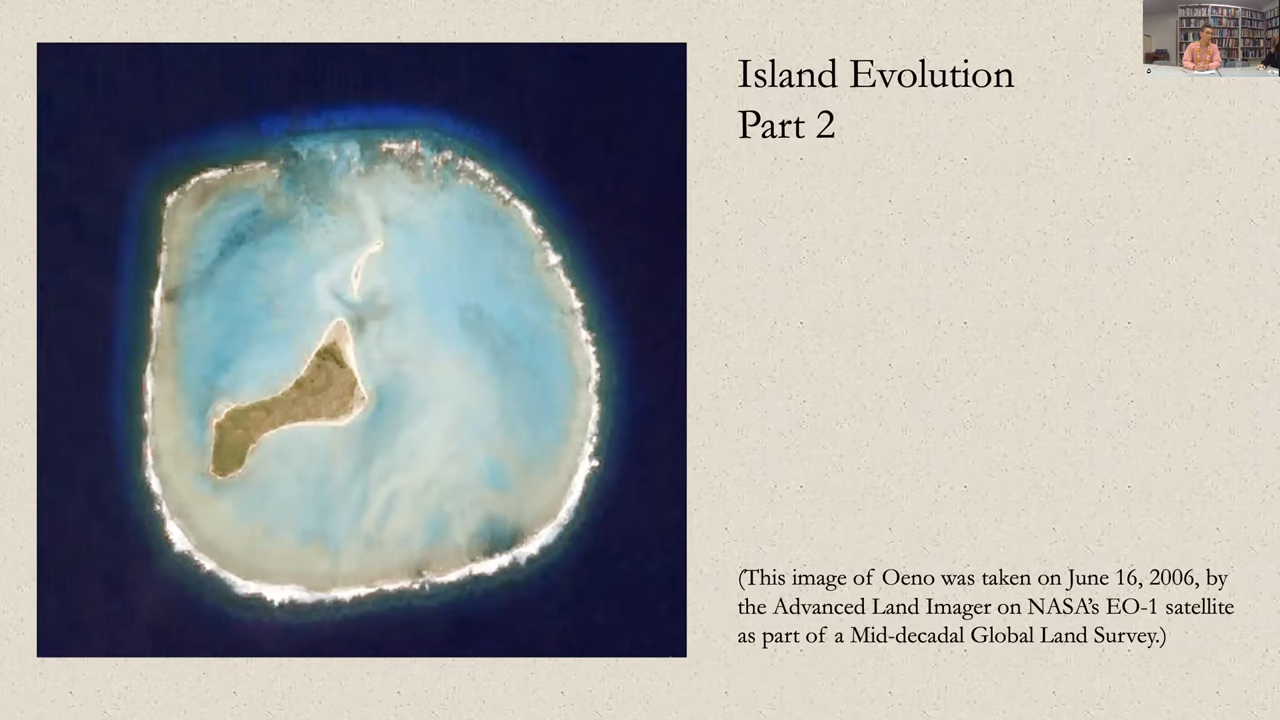 Island Evolution
Part 2
(This image of Oeno was taken on June 16, 2006, by
the Advanced Land Imager on NASA’s EO-1 satellite
as part of a Mid-decadal Global Land Survey.)